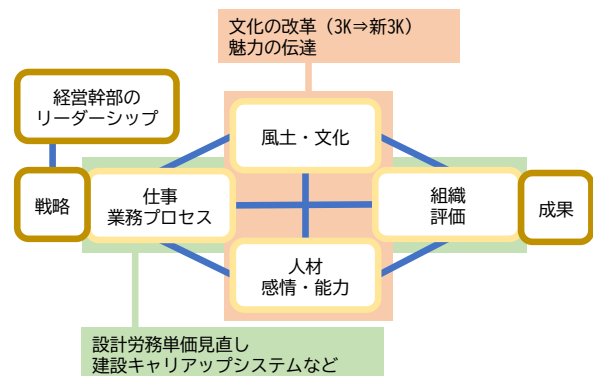 文化の改革（3K⇒新3K）
魅力の伝達
経営幹部の
リーダーシップ
風土・文化
戦略
仕事
業務プロセス
組織
評価
成果
人材
感情・能力
設計労務単価見直し
建設キャリアップシステムなど